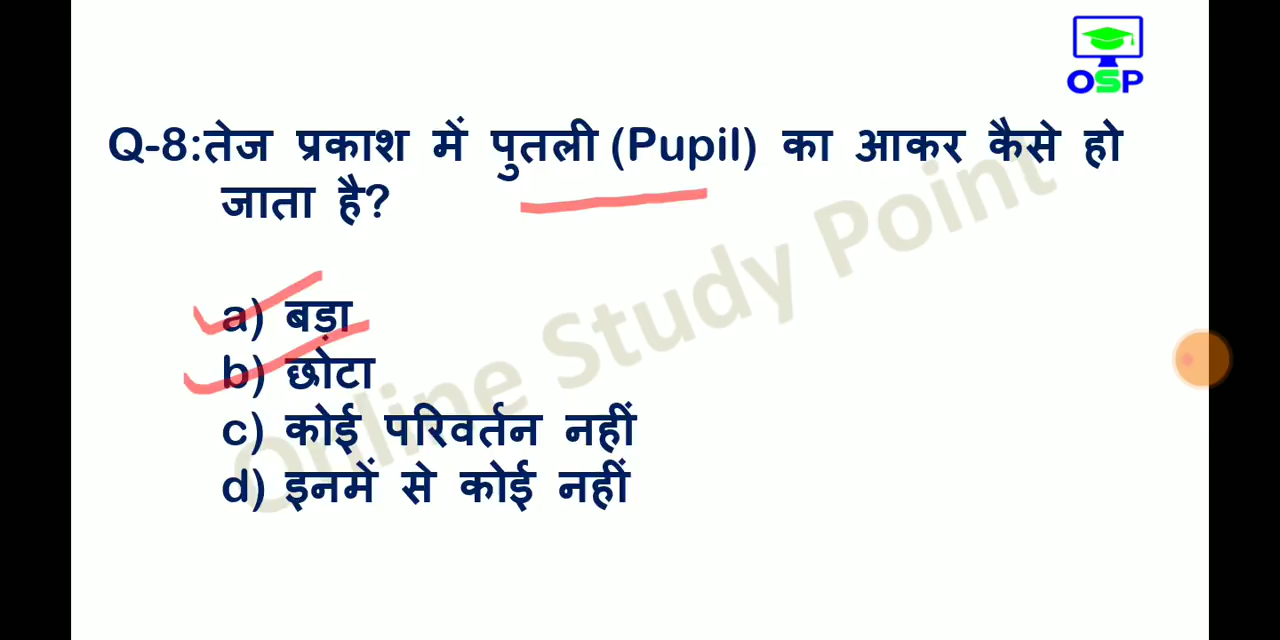 OSP
Q-8:तेज प्रकाश में पुतली (Pupil) का आकर कैसे हो
जाता है?
a) बड़ा
b) छोटा
c) कोई परिवर्तन नहीं
d) इनमें से कोई नहीं
Online Study Point